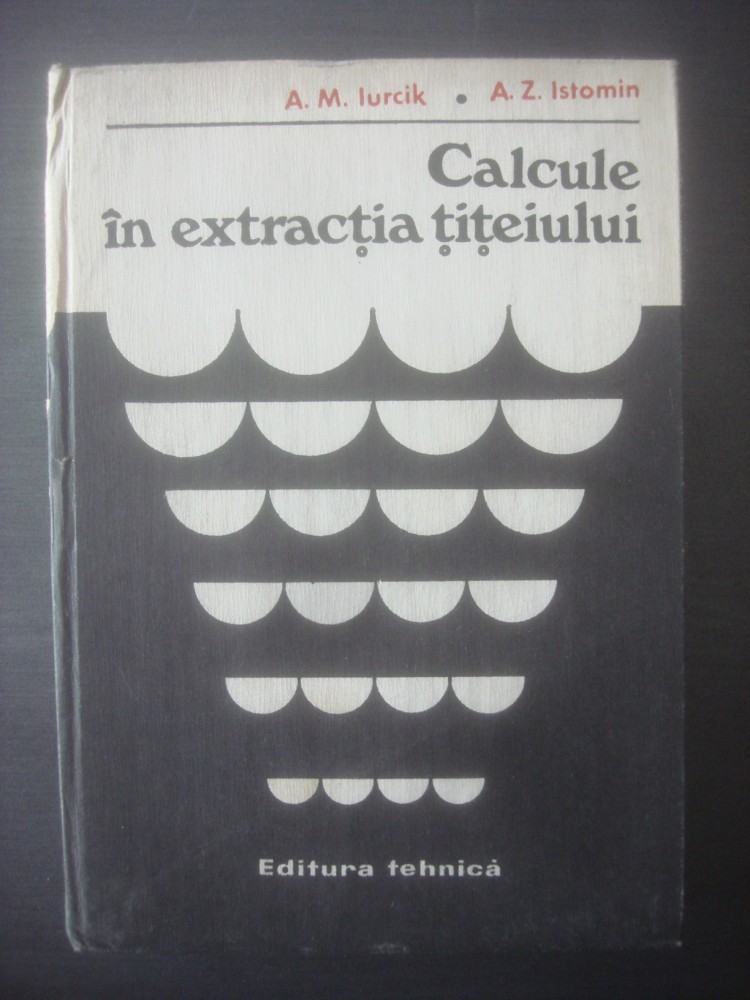 A. M. Iurcik • A. Z. Istomin
Calcule
în extracția țițeiului
Editura tehnică